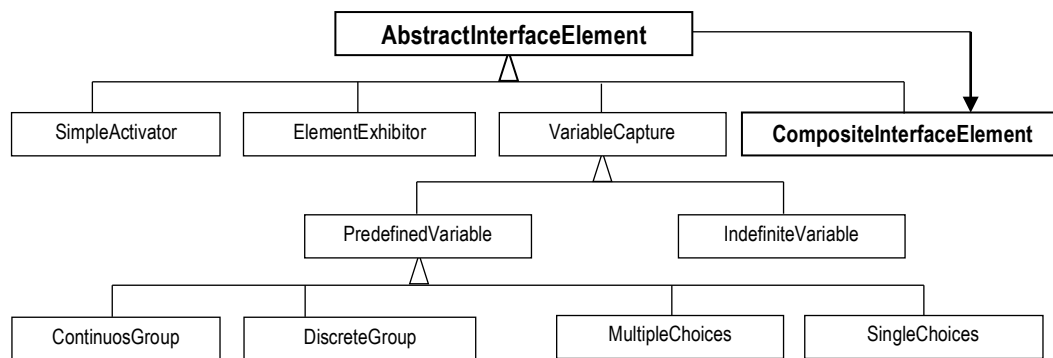 AbstractInterfaceElement
SimpleActivator
ElementExhibitor
VariableCapture
CompositeInterfaceElement
PredefinedVariable
IndefiniteVariable
ContinuosGroup
DiscreteGroup
MultipleChoices
SingleChoices